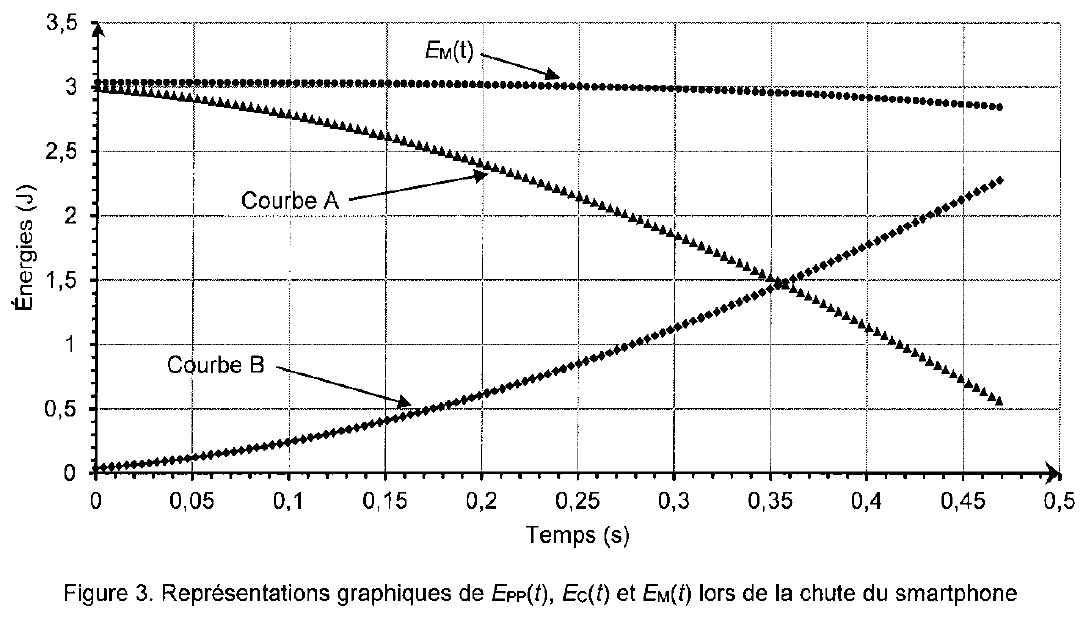 3,5
3
2,5
2
1,5
1
0,5
0
Énergies (J)
EM(t)
Courbe A
Courbe B
0 0,05 0,1 0,15 0,2 0,25 0,3 0,35 0,4 0,45 0,5
Temps (s)
Figure 3. Représentations graphiques de EPP(t), EC(t) et EM(t) lors de la chute du smartphone